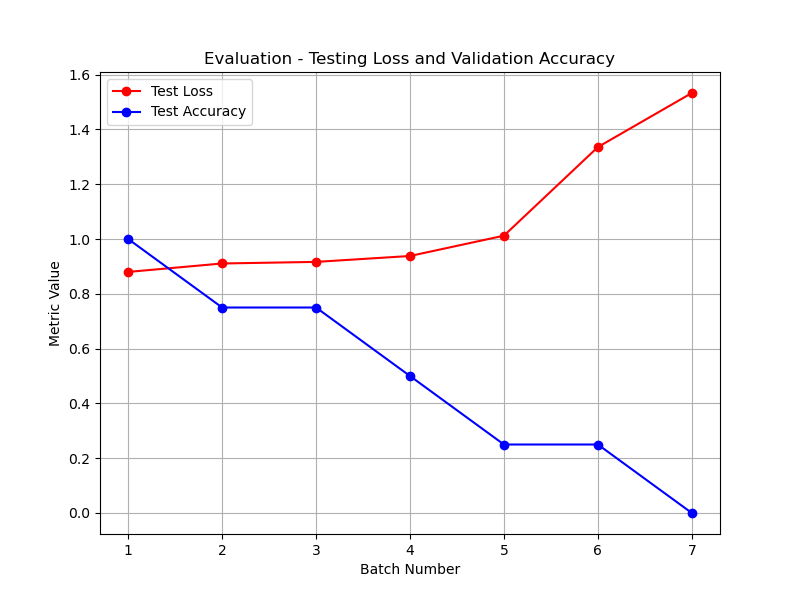 Evaluation - Testing Loss and Validation Accuracy
Test Loss
Test Accuracy
Metric Value
1.6
1.4
1.2
1.0
0.8
0.6
0.4
0.2
0.0
1 2 3 4 5 6 7
Batch Number